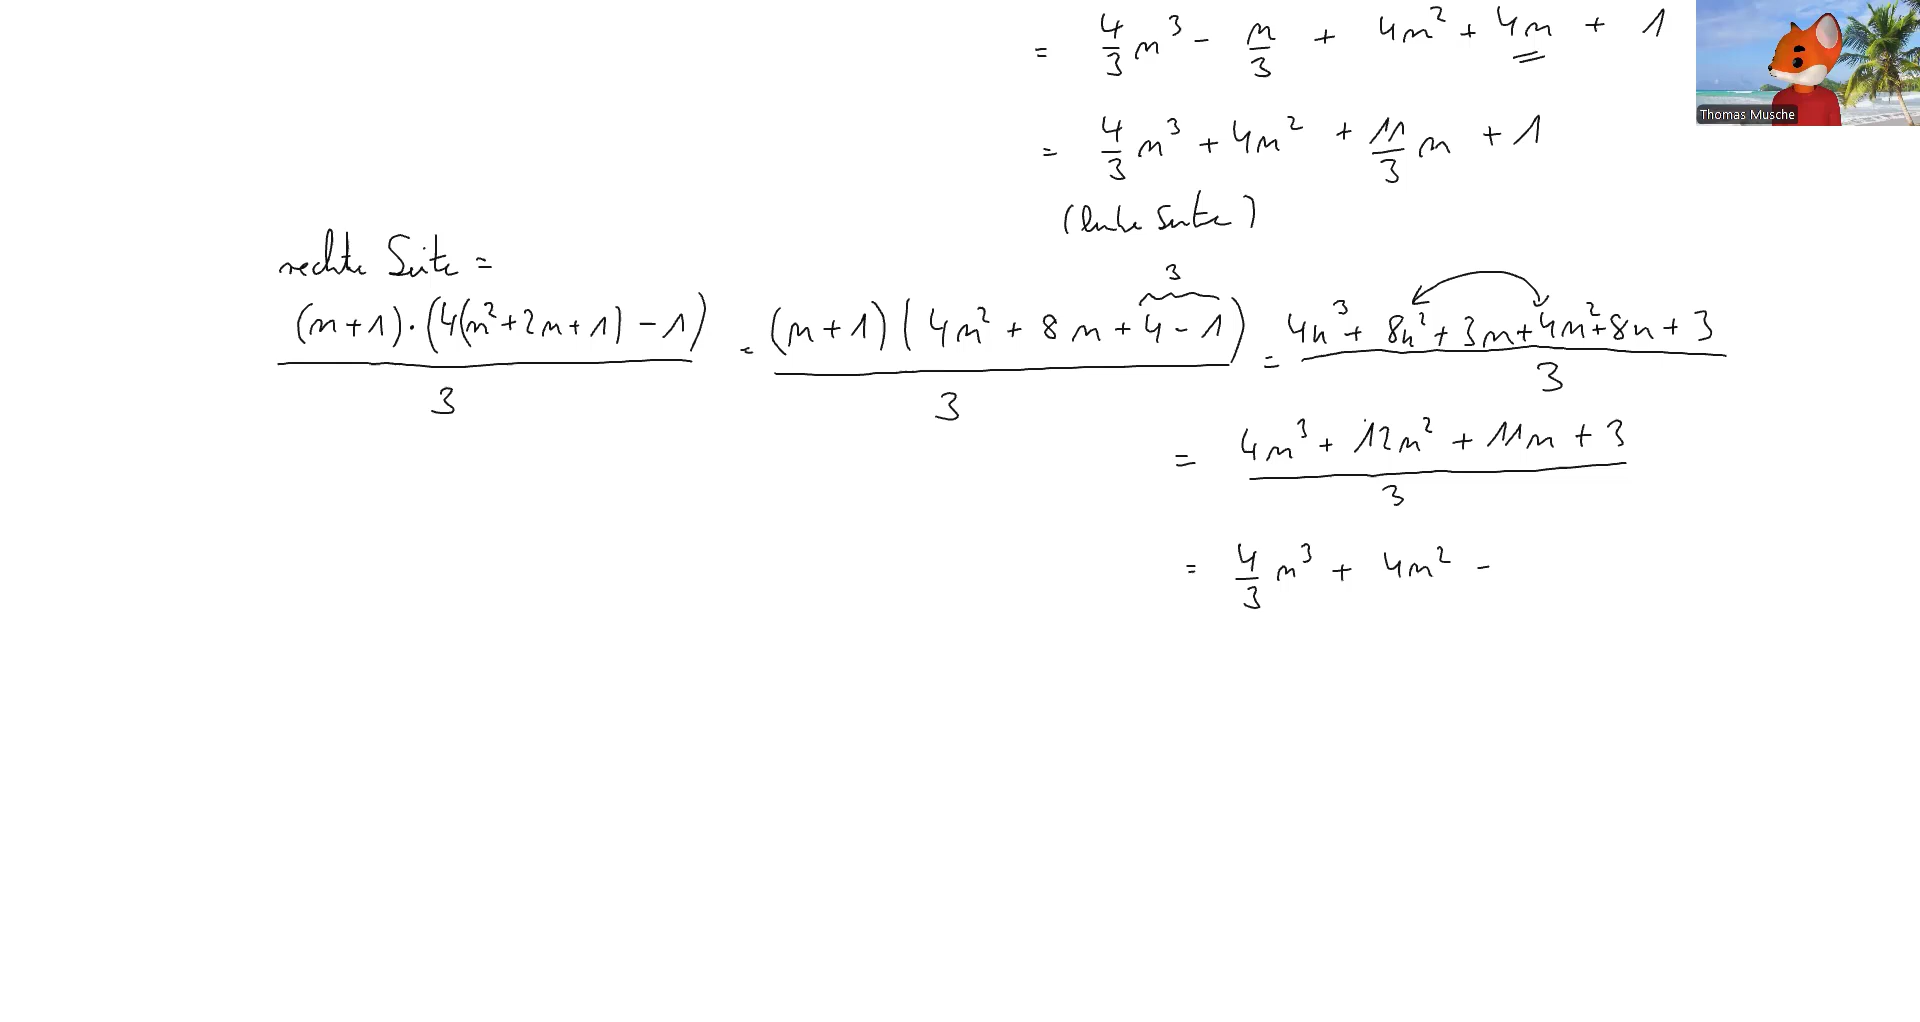 = 4/3 n³ - n/3 + 4n² + 4n + 1
Thomas Musche
= 4/3 n³ + 4n² + 11/3 n + 1
(linke Seite)
rechte Seite =
(n+1)·(4(n²+2n+1)-1) / 3 = (n+1)(4n² + 8n + 4 - 1) / 3 = 4n³ + 8n² + 3n + 4n² + 8n + 3 / 3
3
= 4n³ + 12n² + 11n + 3 / 3
= 4/3 n³ + 4n² -